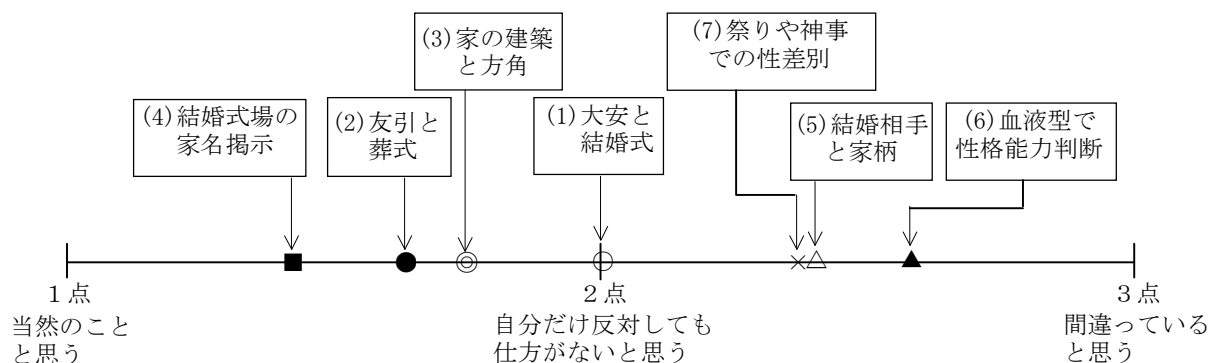 (3)家の建築
と方角
(7)祭りや神事
での性差別
(4)結婚式場の
家名掲示
(2)友引と
葬式
(1)大安と
結婚式
(5)結婚相手
と家柄
(6)血液型で
性格能力判断
1点
2点
3点
当然のこと
と思う
自分だけ反対しても
仕方がないと思う
間違っている
と思う